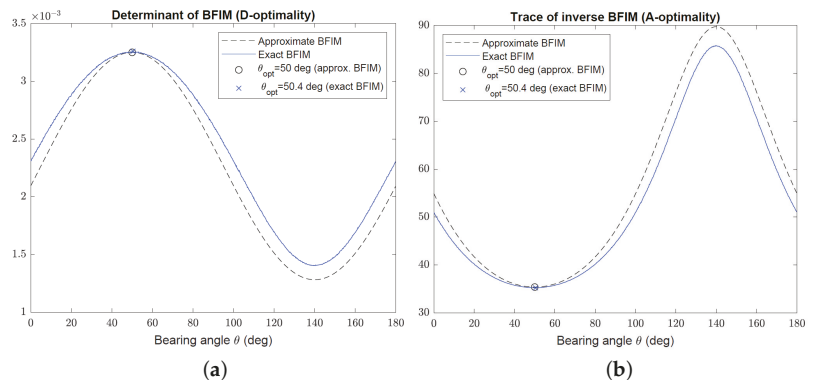 Determinant of BFIM (D-optimality)
×10⁻³
3.5
3
2.5
2
1.5
1
0 20 40 60 80 100 120 140 160 180
Bearing angle θ (deg)
Approximate BFIM
Exact BFIM
θopt=50 deg (approx. BFIM)
θopt=50.4 deg (exact BFIM)
(a)
Trace of inverse BFIM (A-optimality)
90
80
70
60
50
40
30
0 20 40 60 80 100 120 140 160 180
Bearing angle θ (deg)
Approximate BFIM
Exact BFIM
θopt=50 deg (approx. BFIM)
θopt=50.4 deg (exact BFIM)
(b)